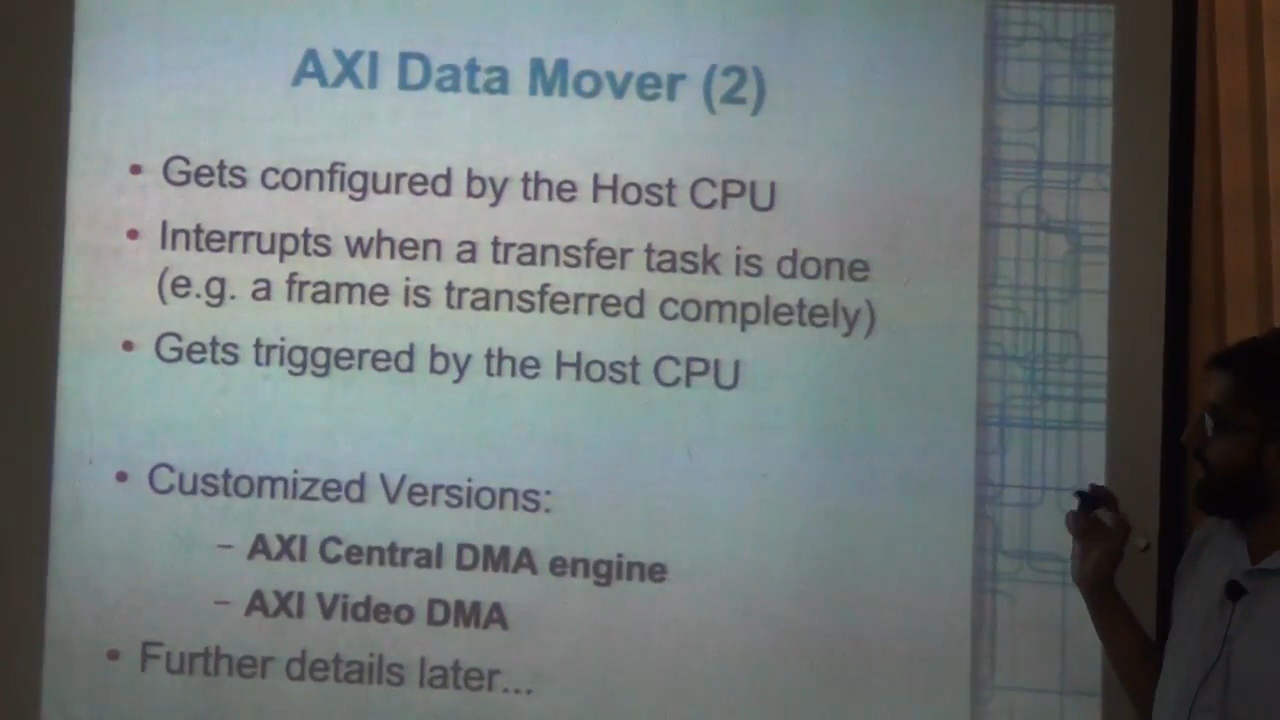 AXI Data Mover (2)
• Gets configured by the Host CPU
• Interrupts when a transfer task is done
(e.g. a frame is transferred completely)
• Gets triggered by the Host CPU
• Customized Versions:
– AXI Central DMA engine
– AXI Video DMA
• Further details later...